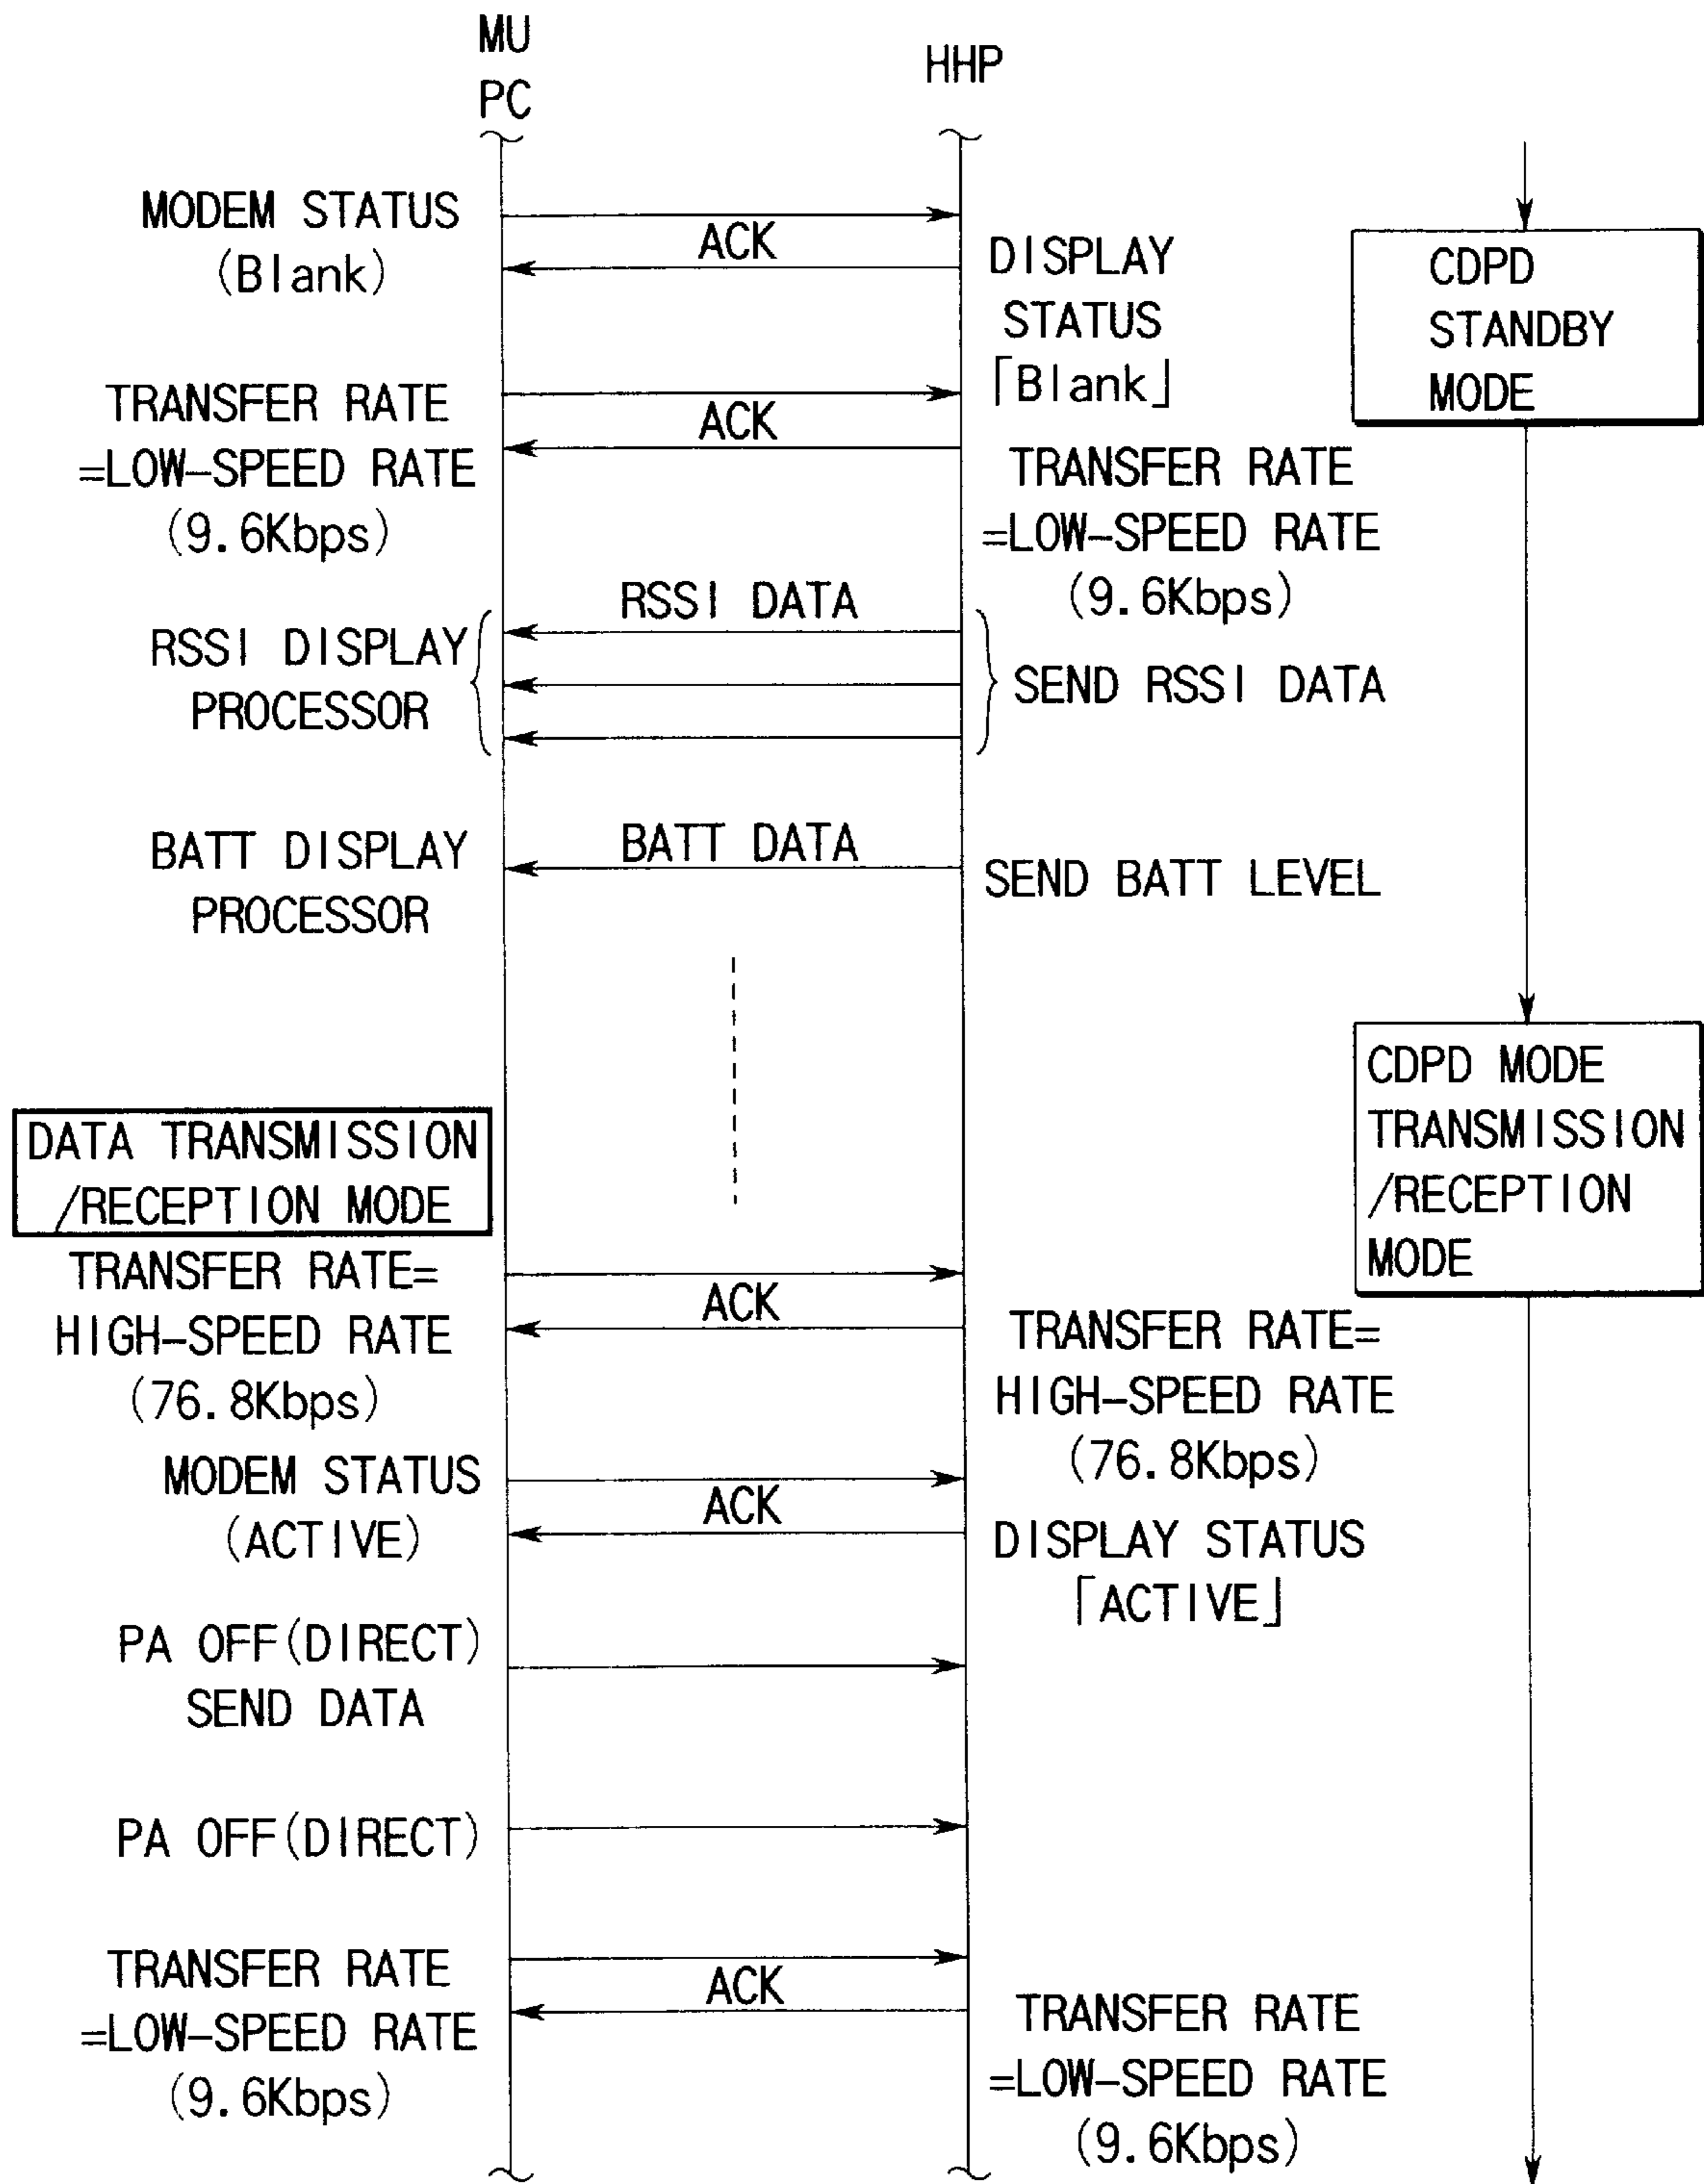 MU
PC
HHP
MODEM STATUS
(Blank)
ACK
DISPLAY
STATUS
「Blank」
CDPD
STANDBY
MODE
TRANSFER RATE
=LOW-SPEED RATE
(9.6Kbps)
ACK
TRANSFER RATE
=LOW-SPEED RATE
(9.6Kbps)
RSSI DATA
RSSI DISPLAY
PROCESSOR
SEND RSSI DATA
BATT DISPLAY
PROCESSOR
BATT DATA
SEND BATT LEVEL
CDPD MODE
TRANSMISSION
/RECEPTION
MODE
DATA TRANSMISSION
/RECEPTION MODE
TRANSFER RATE=
HIGH-SPEED RATE
(76.8Kbps)
ACK
TRANSFER RATE=
HIGH-SPEED RATE
(76.8Kbps)
MODEM STATUS
(ACTIVE)
ACK
DISPLAY STATUS
「ACTIVE」
PA OFF(DIRECT)
SEND DATA
PA OFF(DIRECT)
TRANSFER RATE
=LOW-SPEED RATE
(9.6Kbps)
ACK
TRANSFER RATE
=LOW-SPEED RATE
(9.6Kbps)